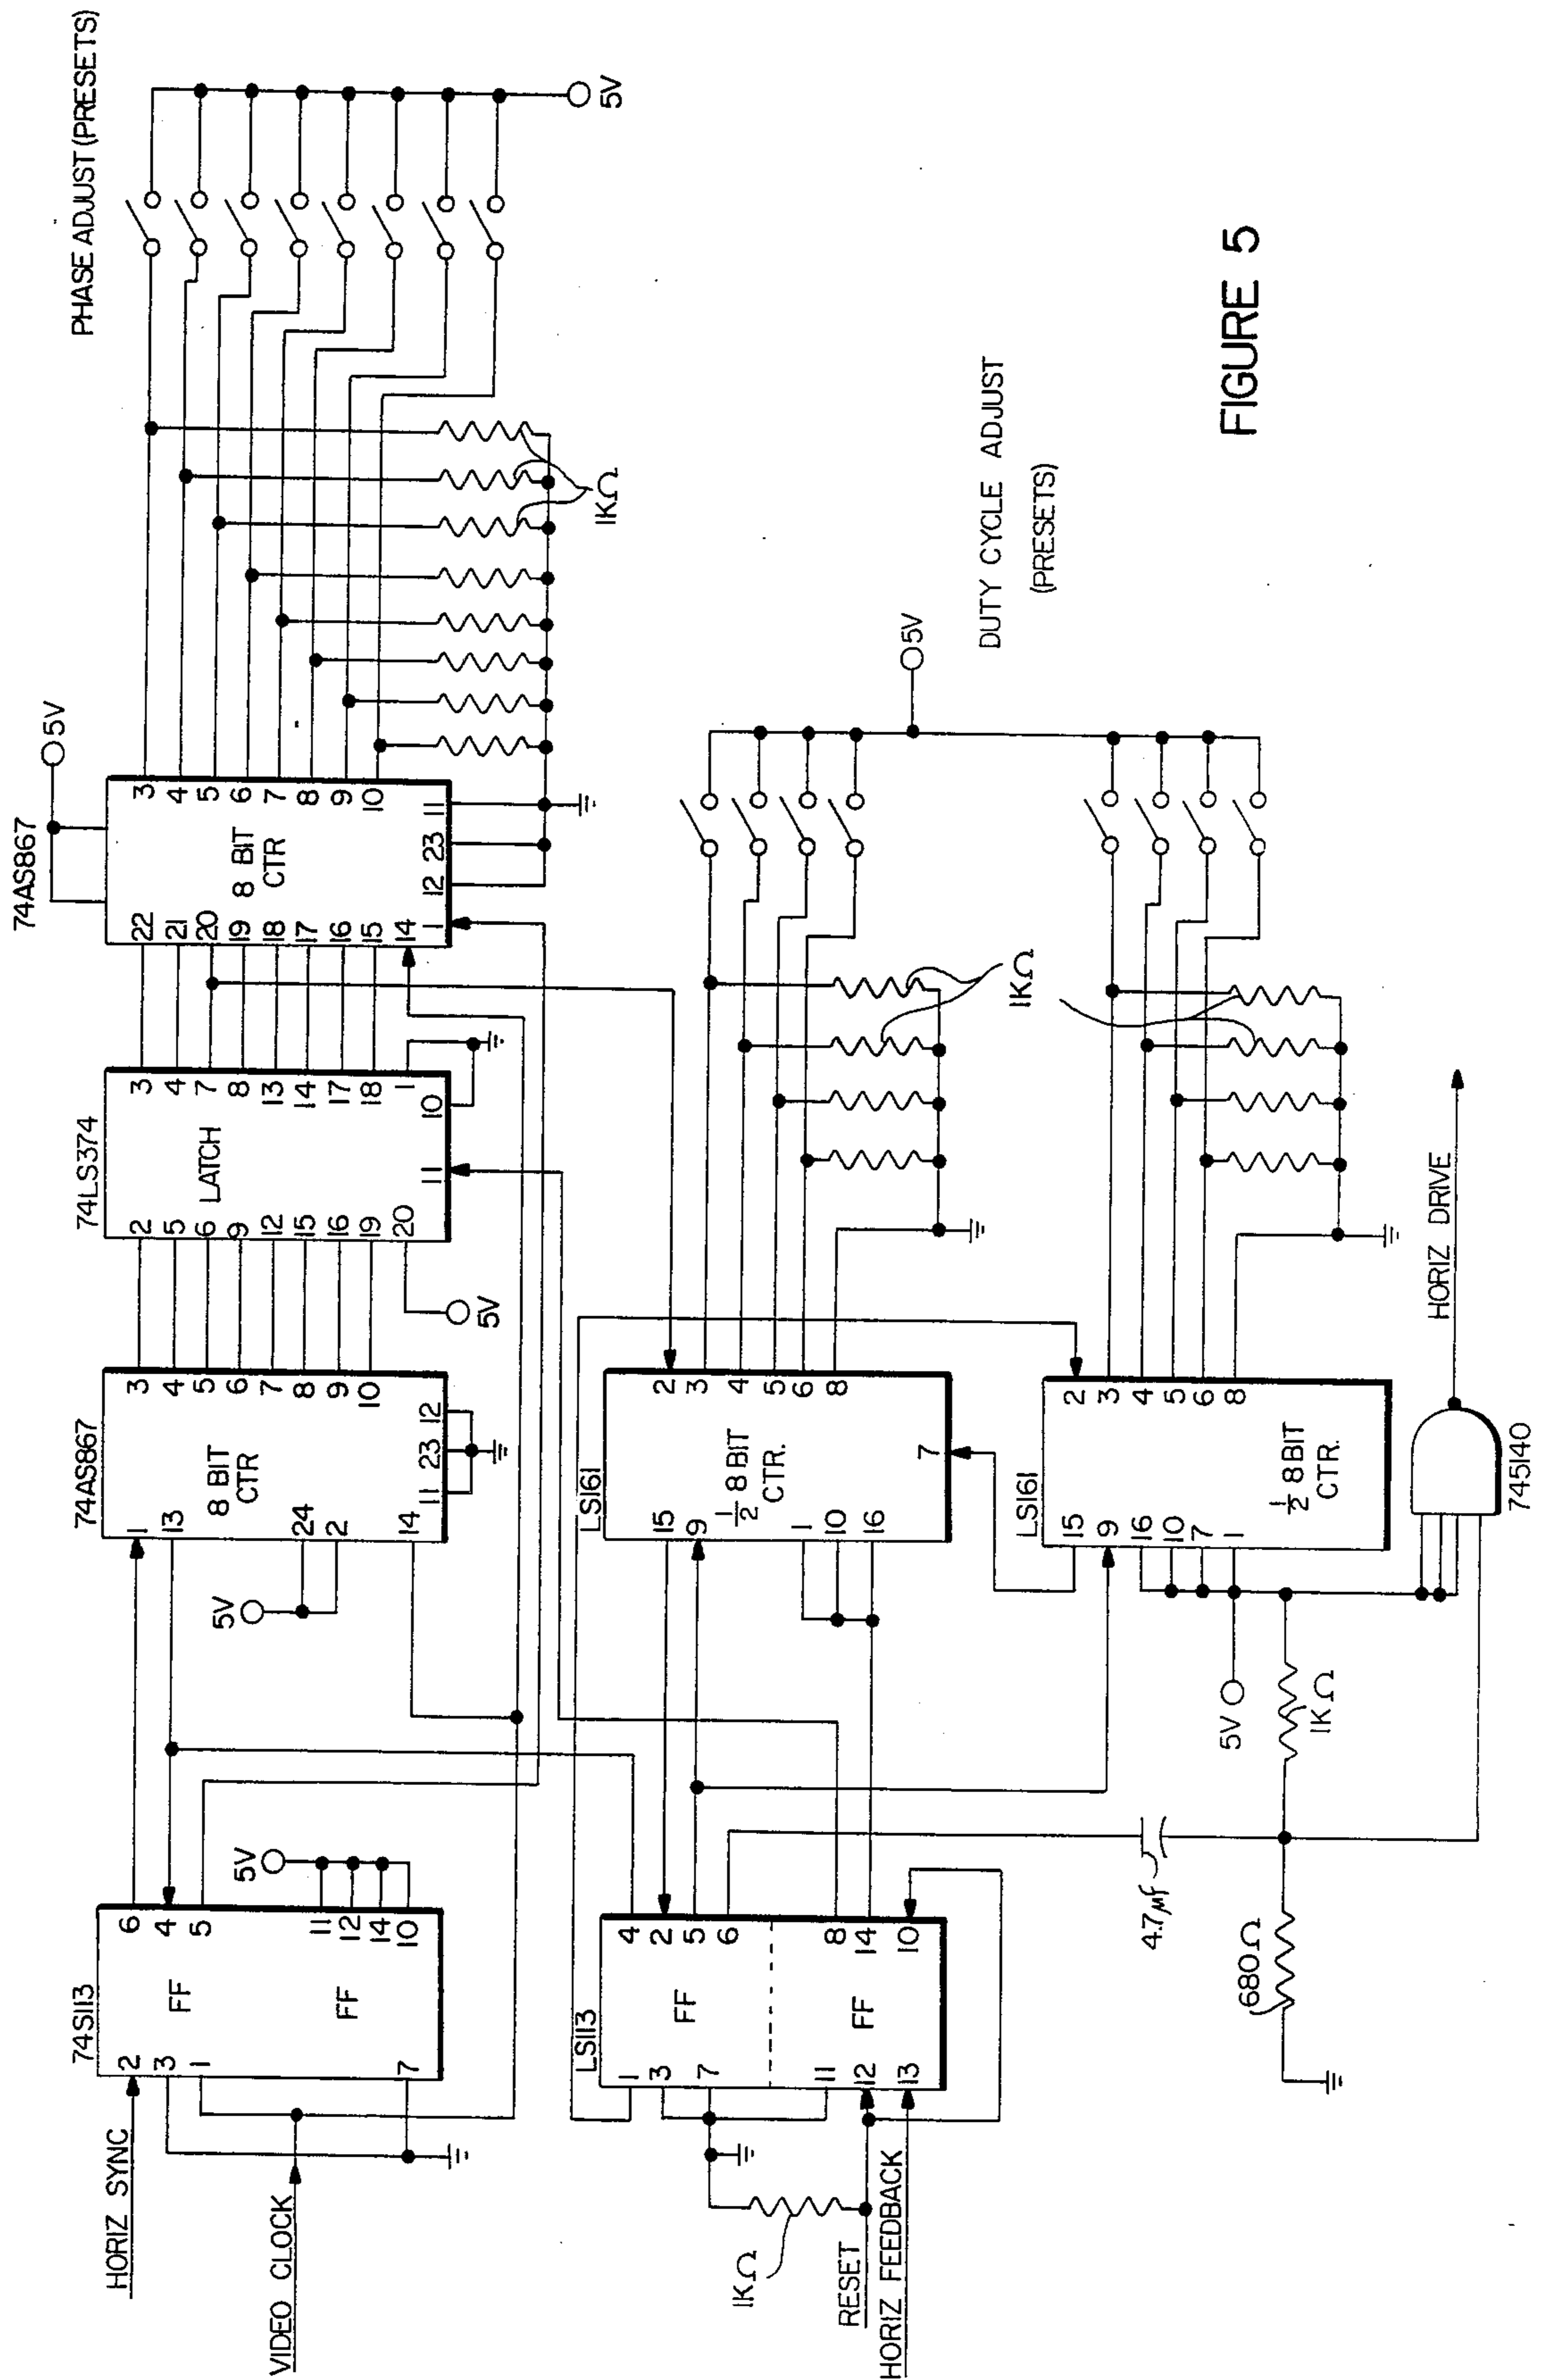 PHASE ADJUST (PRESETS)
5V
74AS867
5V
22
21
20
19
18
17
16
15
14
1
8 BIT
CTR
3
4
5
6
7
8
9
10
12
23
11
1KΩ
74LS374
LATCH
2
5
6
9
12
15
16
19
20
3
4
7
8
13
14
17
18
1
10
11
5V
74AS867
8 BIT
CTR
1
13
24
2
14
3
4
5
6
7
8
9
10
11
23
12
5V
74S113
FF
FF
2
3
1
7
6
4
5
11
12
14
10
5V
HORIZ SYNC
VIDEO CLOCK
LS113
FF
FF
1
3
7
11
12
13
4
2
5
6
8
14
10
1KΩ
RESET
HORIZ FEEDBACK
LS161
1/2 8 BIT
CTR.
15
9
1
10
16
2
3
4
5
6
8
7
1KΩ
5V
DUTY CYCLE ADJUST
(PRESETS)
LS161
1/2 8 BIT
CTR.
15
9
16
10
7
1
2
3
4
5
6
8
5V
1KΩ
4.7μf
680Ω
74S140
HORIZ DRIVE
FIGURE 5